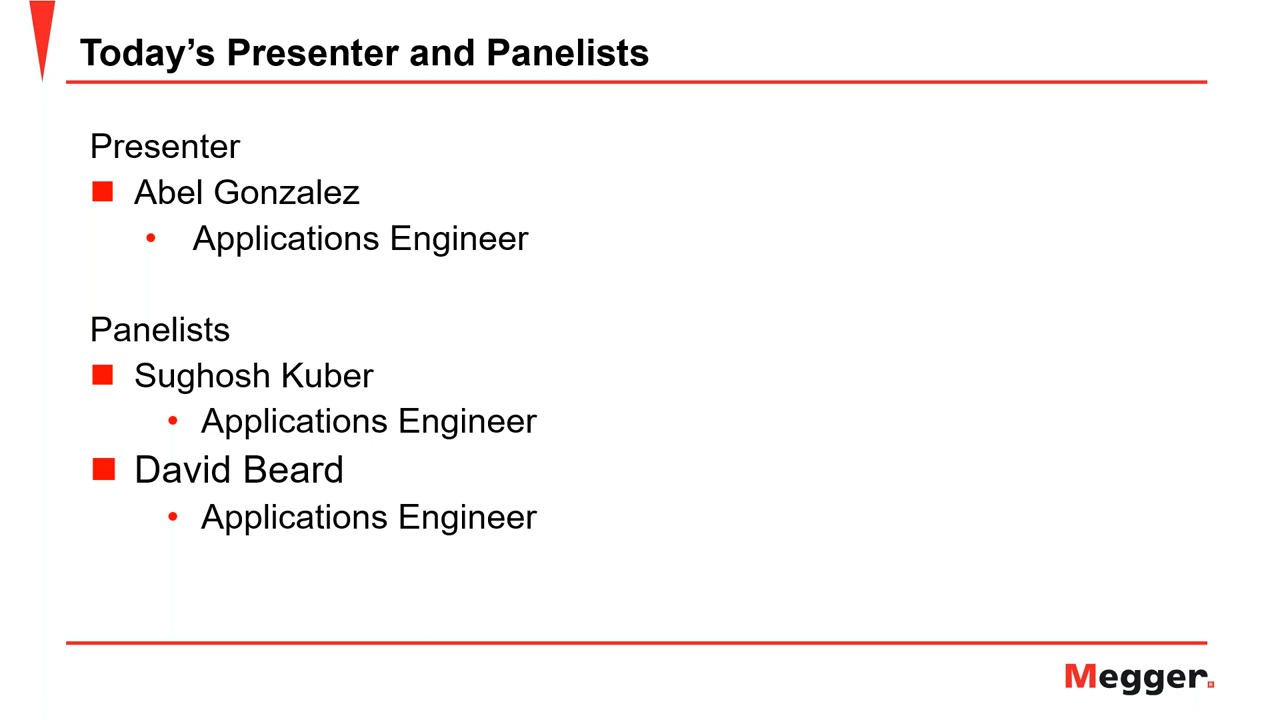 Today’s Presenter and Panelists
Presenter
Abel Gonzalez
Applications Engineer
Panelists
Sughosh Kuber
Applications Engineer
David Beard
Applications Engineer
Megger.